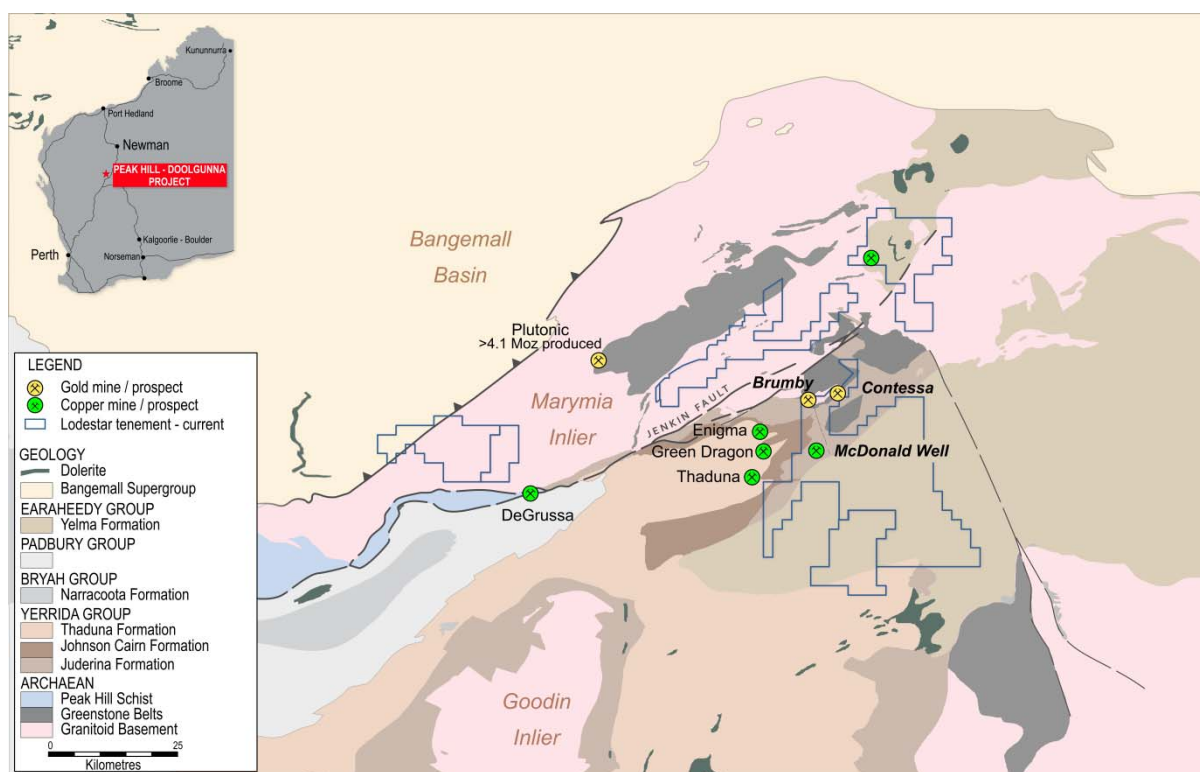 Kununnurra
Broome
Port Hedland
Newman
PEAK HILL - DOOLGUNNA
PROJECT
Perth
Kalgoorlie - Boulder
Norseman
Bangemall
Basin
Plutonic
>4.1 Moz produced
Marymia
Inlier
JENKIN FAULT
Brumby
Contessa
Enigma
Green Dragon
McDonald Well
Thaduna
DeGrussa
Goodin
Inlier
LEGEND
Gold mine / prospect
Copper mine / prospect
Lodestar tenement - current
GEOLOGY
Dolerite
Bangemall Supergroup
EARAHEEDY GROUP
Yelma Formation
PADBURY GROUP
BRYAH GROUP
Narracoota Formation
YERRIDA GROUP
Thaduna Formation
Johnson Cairn Formation
Juderina Formation
ARCHAEAN
Peak Hill Schist
Greenstone Belts
Granitoid Basement
0 25
Kilometres